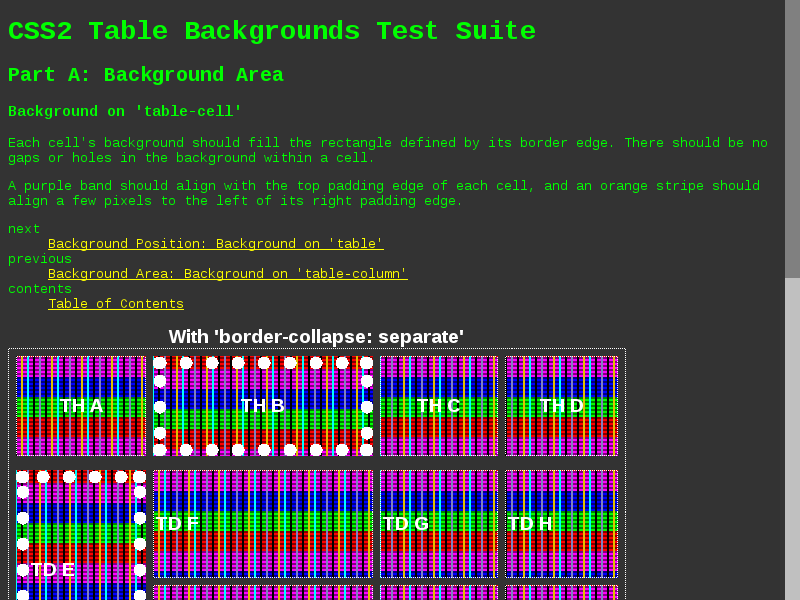 CSS2 Table Backgrounds Test Suite
Part A: Background Area
Background on 'table-cell'
Each cell's background should fill the rectangle defined by its border edge. There should be no
gaps or holes in the background within a cell.
A purple band should align with the top padding edge of each cell, and an orange stripe should
align a few pixels to the left of its right padding edge.
next
Background Position: Background on 'table'
previous
Background Area: Background on 'table-column'
contents
Table of Contents
With 'border-collapse: separate'
TH A TH B TH C TH D
TD F TD G TD H
TD E